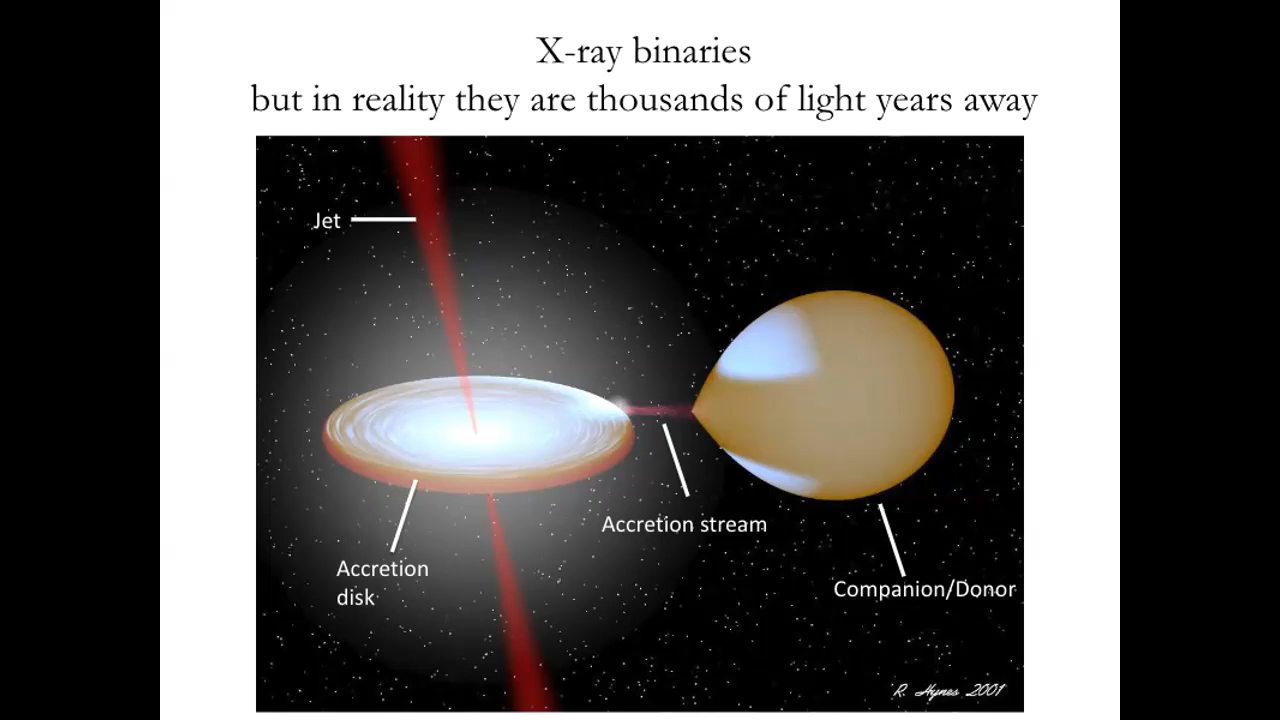 X-ray binaries
but in reality they are thousands of light years away
Jet
Accretion stream
Accretion
disk
Companion/Donor
R. Hynes 2001